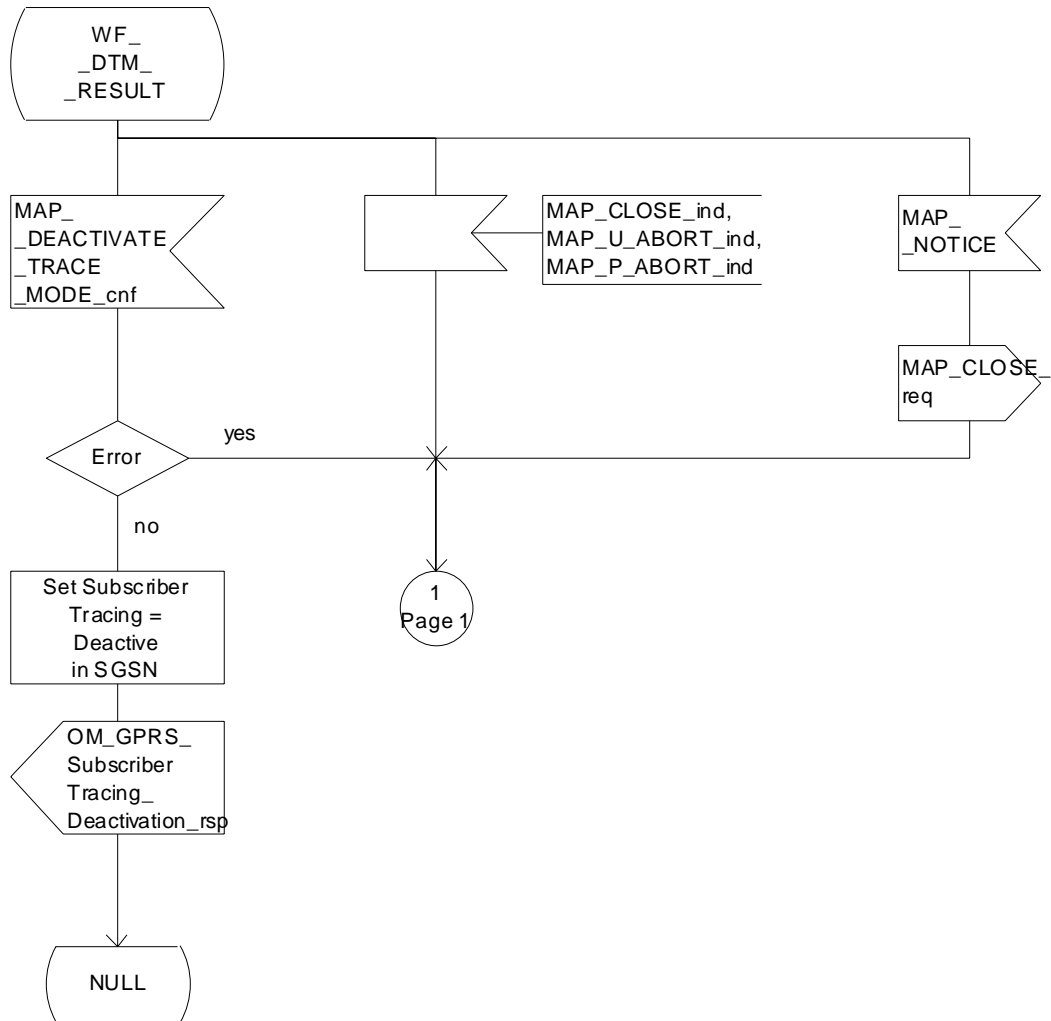 WF_
_DTM_
_RESULT
MAP_
_DEACTIVATE
_TRACE
_MODE_cnf
MAP_CLOSE_ind,
MAP_U_ABORT_ind,
MAP_P_ABORT_ind
MAP_
_NOTICE
MAP_CLOSE_
req
Error
yes
no
Set Subscriber
Tracing =
Deactive
in SGSN
1
Page 1
OM_GPRS_
Subscriber
Tracing_
Deactivation_rsp
NULL